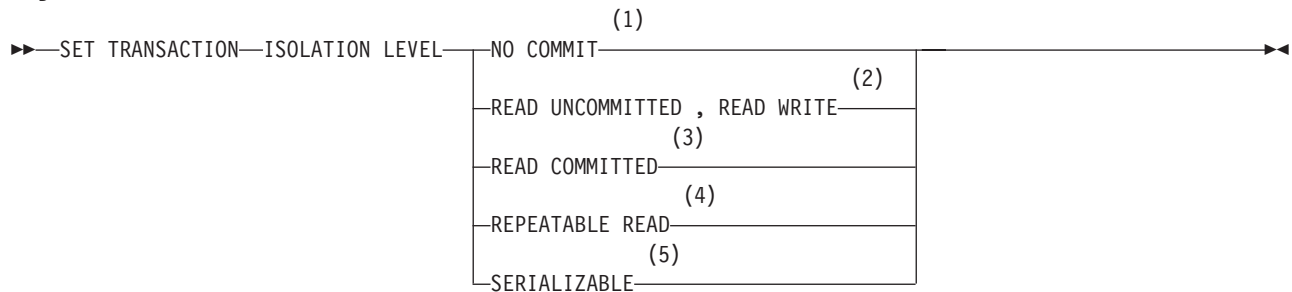 (1)
SET TRANSACTION ISOLATION LEVEL NO COMMIT
(2)
READ UNCOMMITTED , READ WRITE
(3)
READ COMMITTED
(4)
REPEATABLE READ
(5)
SERIALIZABLE